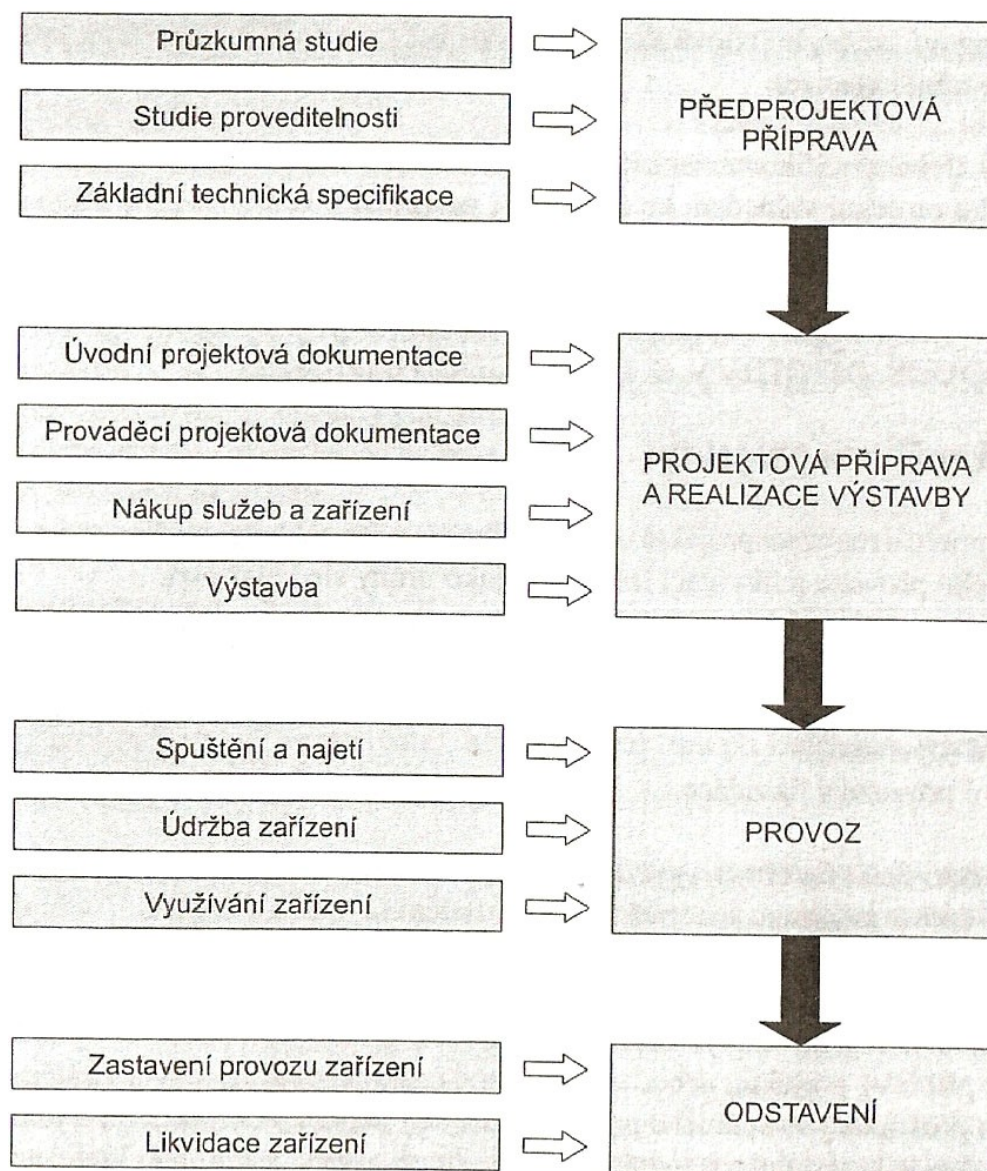 Průzkumná studie
Studie proveditelnosti
Základní technická specifikace
PŘEDPROJEKTOVÁ
PŘÍPRAVA
Úvodní projektová dokumentace
Prováděcí projektová dokumentace
Nákup služeb a zařízení
Výstavba
PROJEKTOVÁ PŘÍPRAVA
A REALIZACE VÝSTAVBY
Spuštění a najetí
Údržba zařízení
Využívání zařízení
PROVOZ
Zastavení provozu zařízení
Likvidace zařízení
ODSTAVENÍ